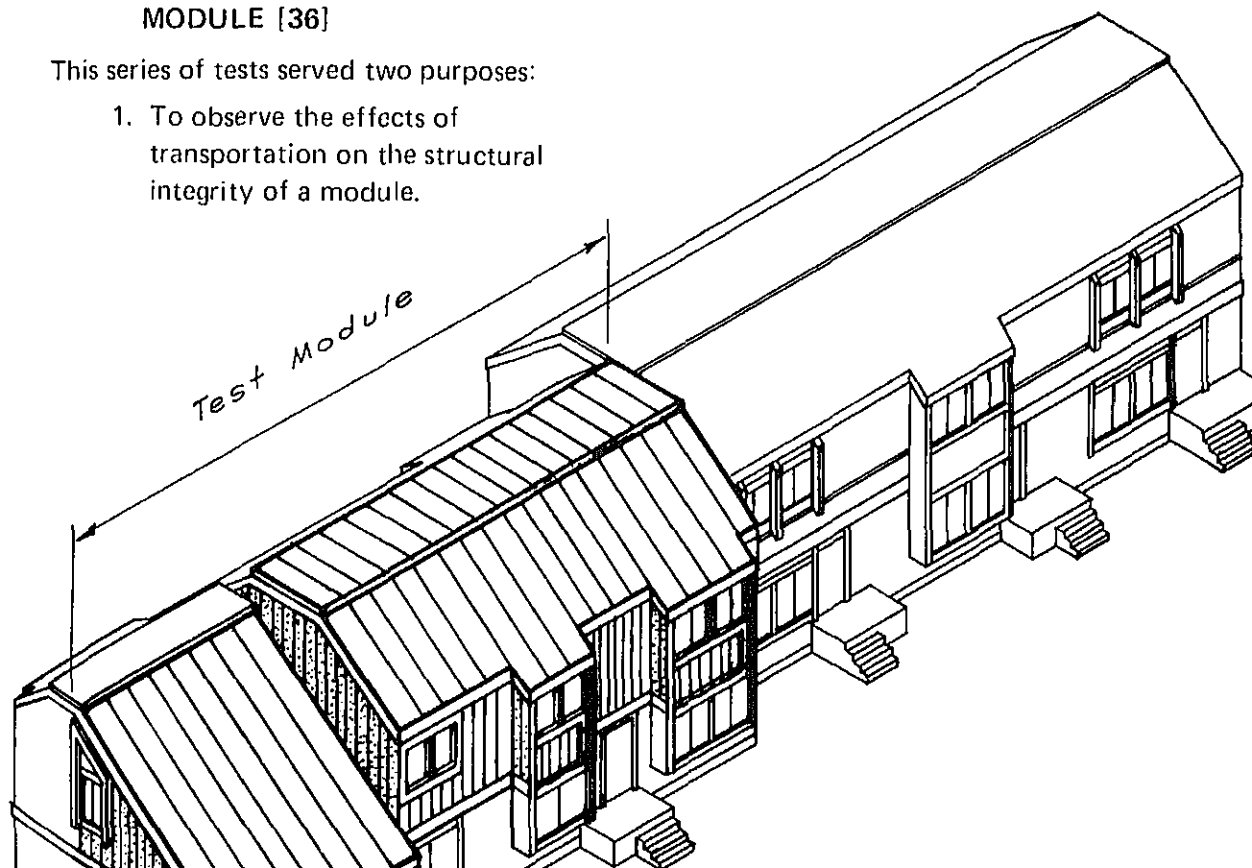 MODULE [36]
This series of tests served two purposes:
1. To observe the effects of
transportation on the structural
integrity of a module.
Test Module